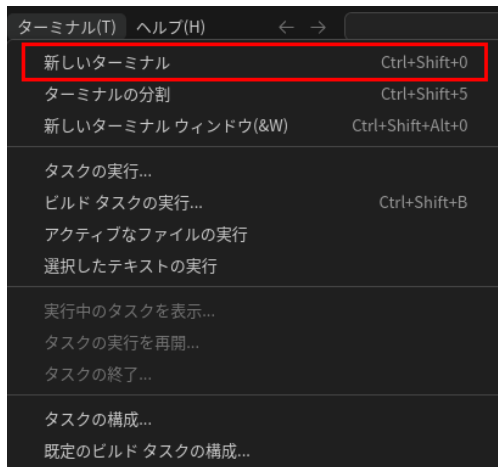 ターミナル(T) ヘルプ(H) ← →
新しいターミナル Ctrl+Shift+0
ターミナルの分割 Ctrl+Shift+5
新しいターミナル ウィンドウ(&W) Ctrl+Shift+Alt+0
タスクの実行...
ビルド タスクの実行... Ctrl+Shift+B
アクティブなファイルの実行
選択したテキストの実行
実行中のタスクを表示...
タスクの実行を再開...
タスクの終了...
タスクの構成...
既定のビルド タスクの構成...